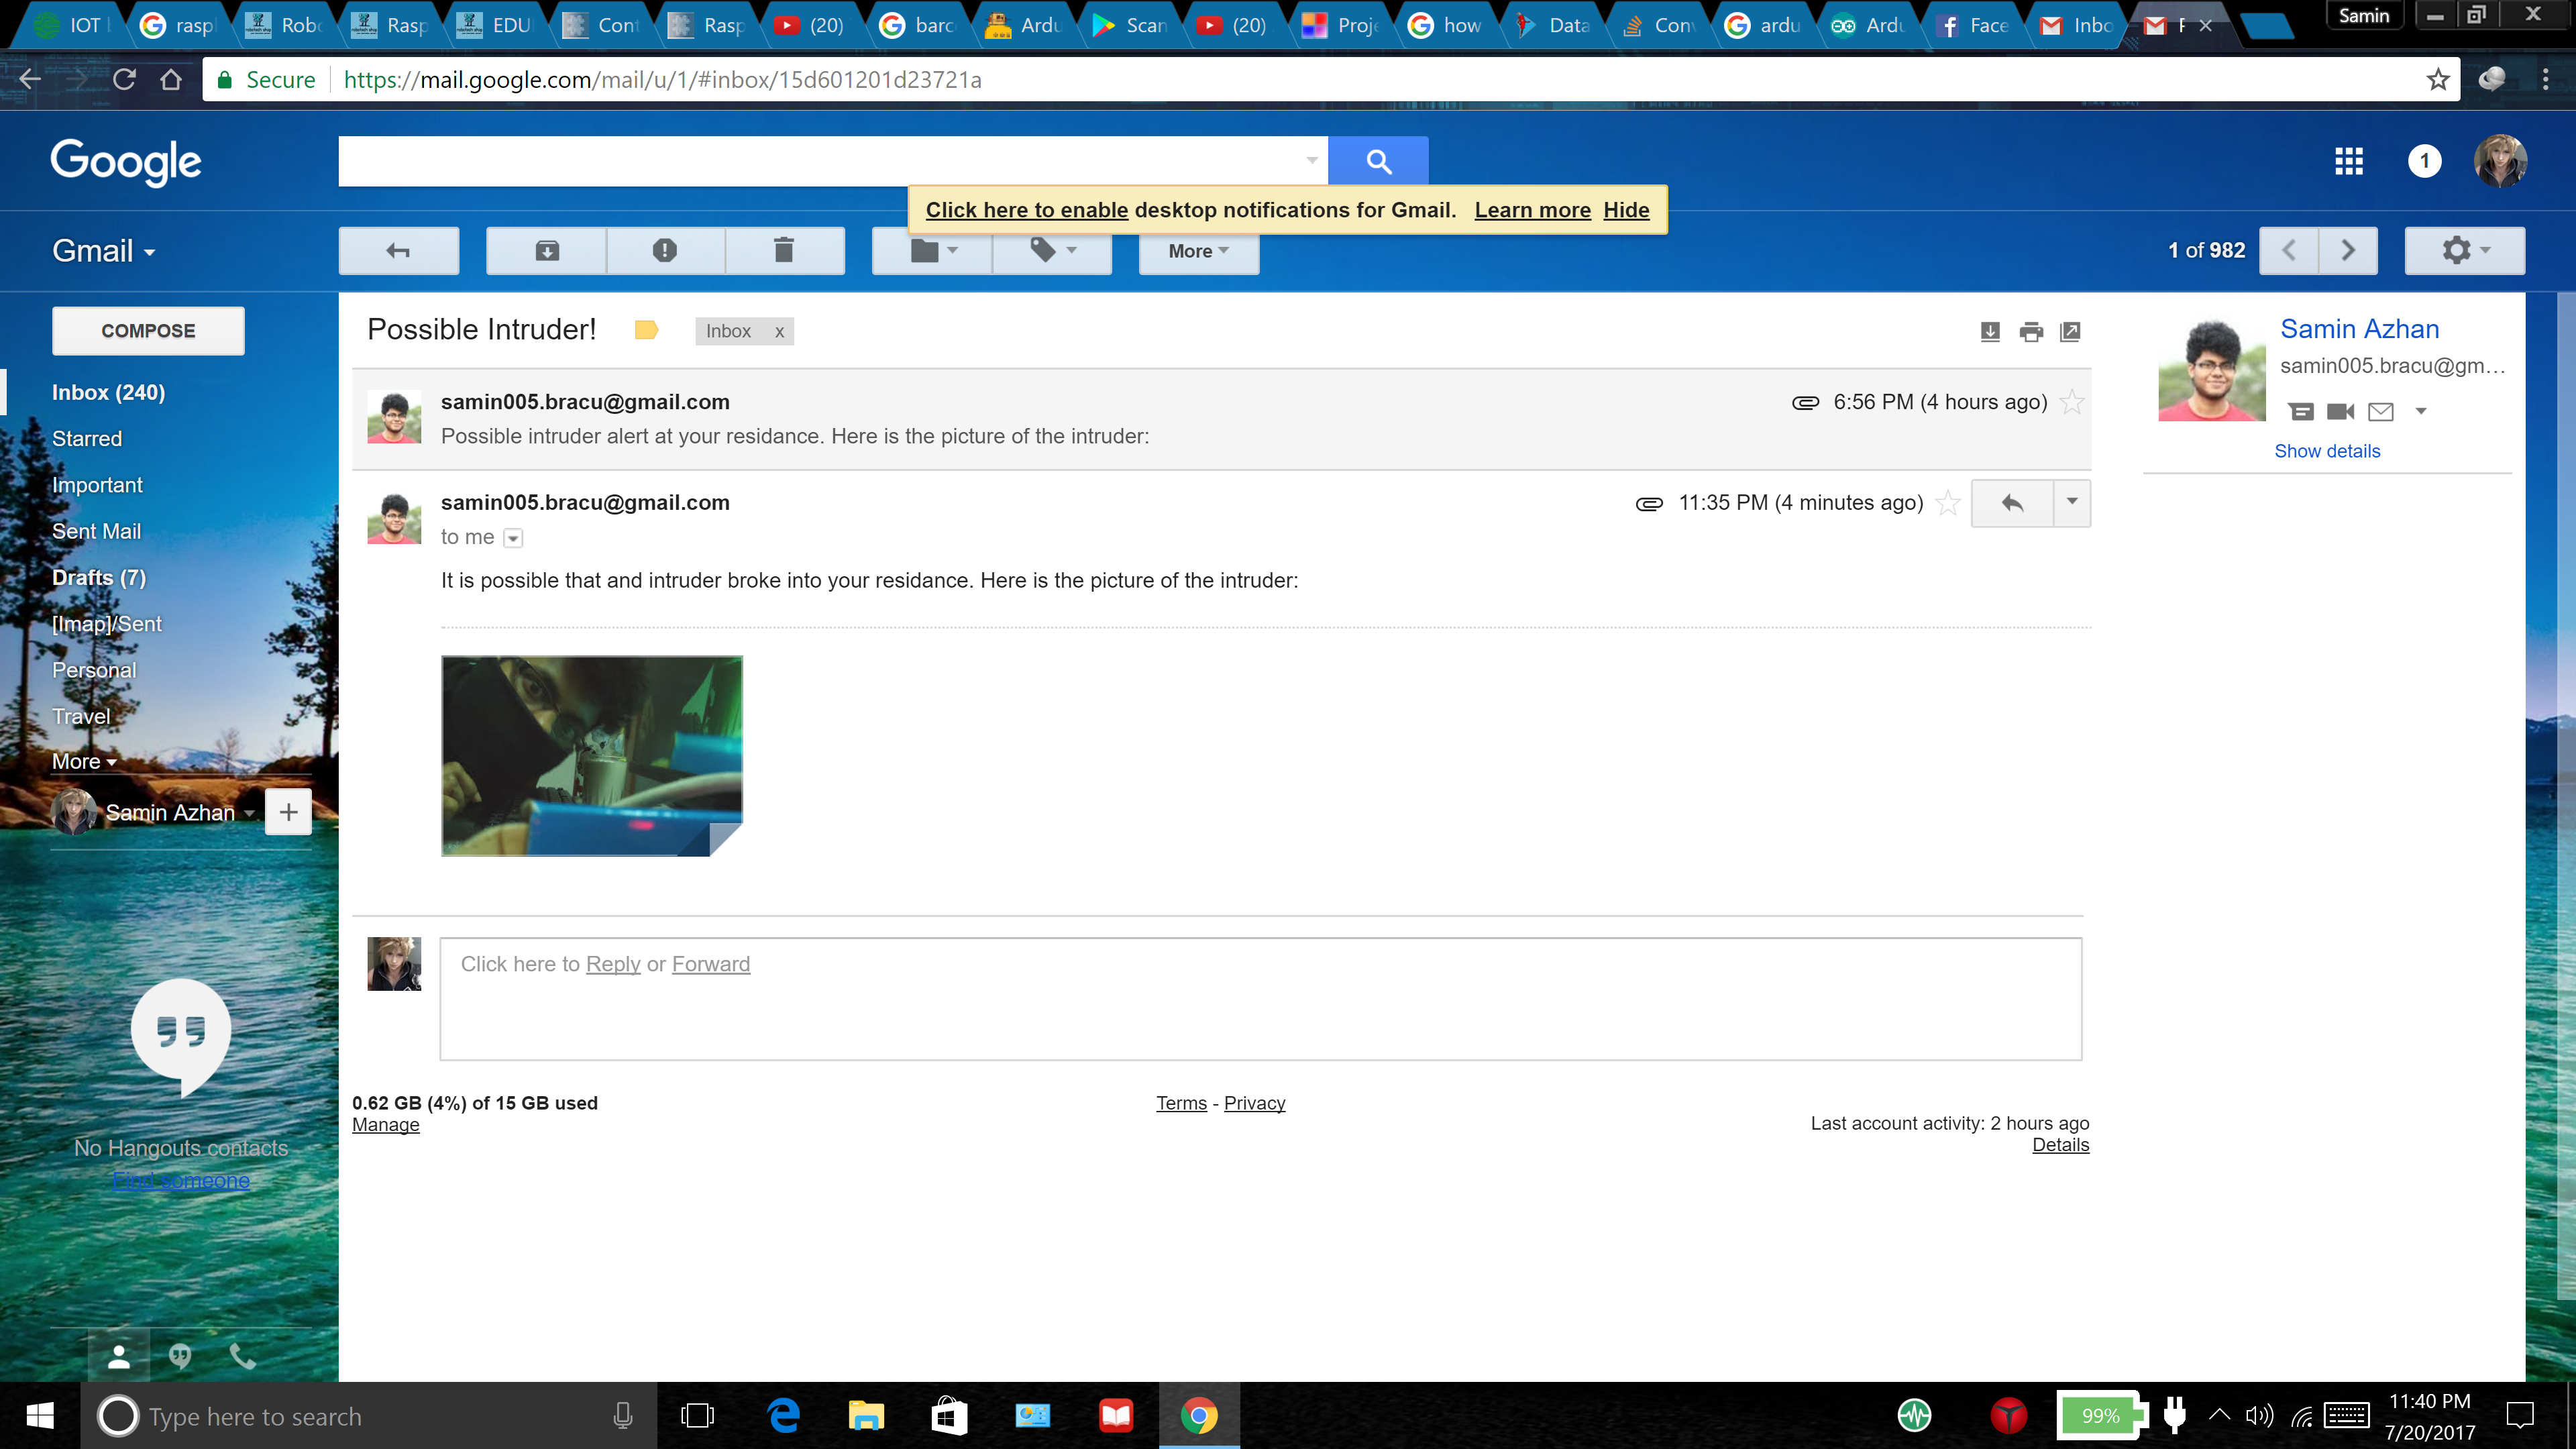 IOT
rasp
Robo
Rasp
EDU
Cont
Rasp
(20)
barc
Ardu
Scan
(20)
Proje
how
Data
Conv
ardu
Ardu
Face
Inbo
Samin
Secure
https://mail.google.com/mail/u/1/#inbox/15d601201d23721a
Google
1
Click here to enable desktop notifications for Gmail. Learn more Hide
Gmail
More
1 of 982
COMPOSE
Inbox (240)
Starred
Important
Sent Mail
Drafts (7)
[Imap]/Sent
Personal
Travel
More
Samin Azhan
No Hangouts contacts
Find someone
Possible Intruder!
Inbox x
samin005.bracu@gmail.com
6:56 PM (4 hours ago)
Possible intruder alert at your residance. Here is the picture of the intruder:
samin005.bracu@gmail.com
11:35 PM (4 minutes ago)
to me
It is possible that and intruder broke into your residance. Here is the picture of the intruder:
Click here to Reply or Forward
0.62 GB (4%) of 15 GB used
Manage
Terms - Privacy
Last account activity: 2 hours ago
Details
Samin Azhan
samin005.bracu@gm...
Show details
Type here to search
99%
11:40 PM
7/20/2017